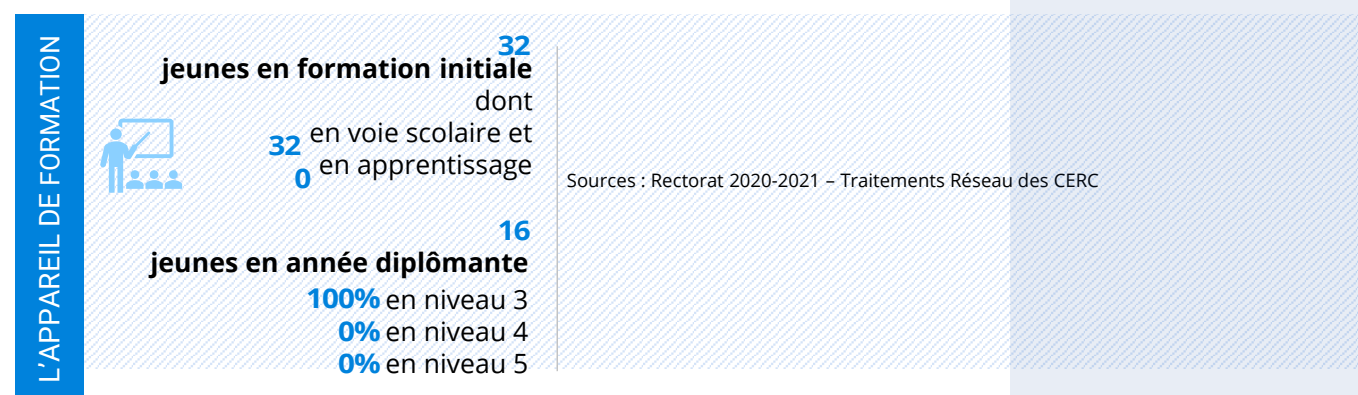 L'APPAREIL DE FORMATION
32
jeunes en formation initiale
dont
32 en voie scolaire et
0 en apprentissage
16
jeunes en année diplômante
100% en niveau 3
0% en niveau 4
0% en niveau 5
Sources : Rectorat 2020-2021 – Traitements Réseau des CERC